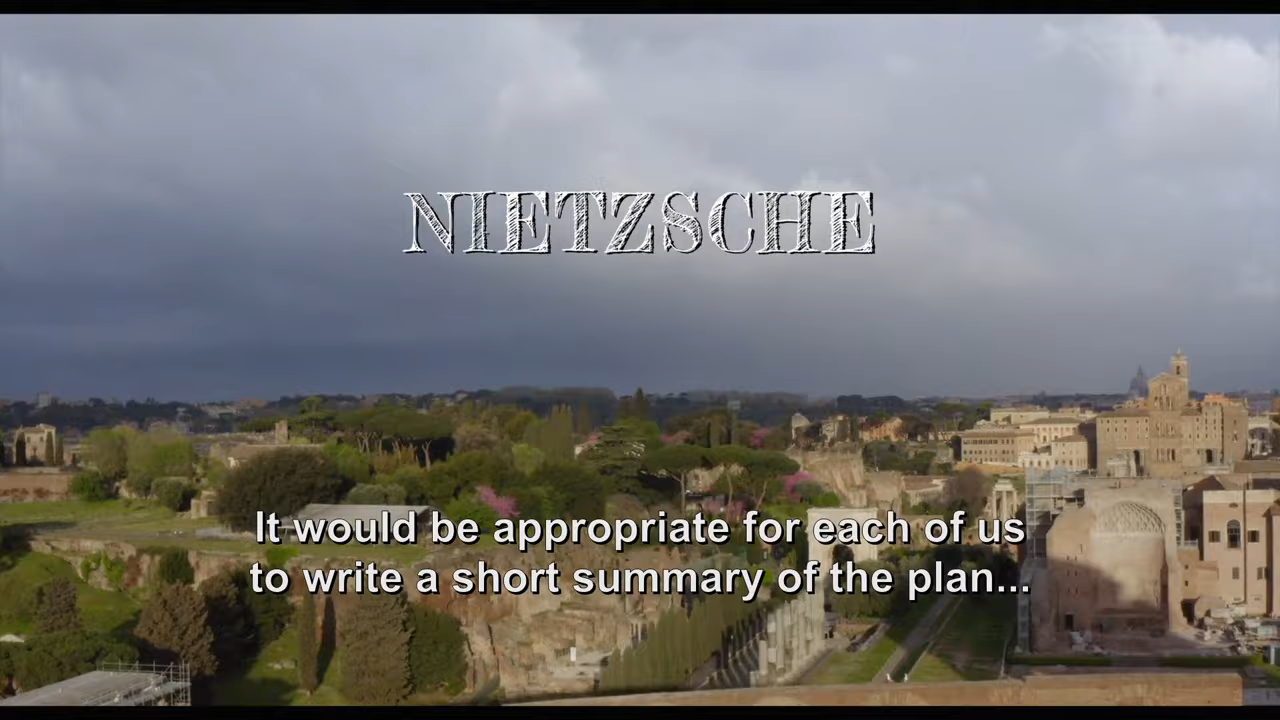 NIETZSCHE
It would be appropriate for each of us
to write a short summary of the plan...